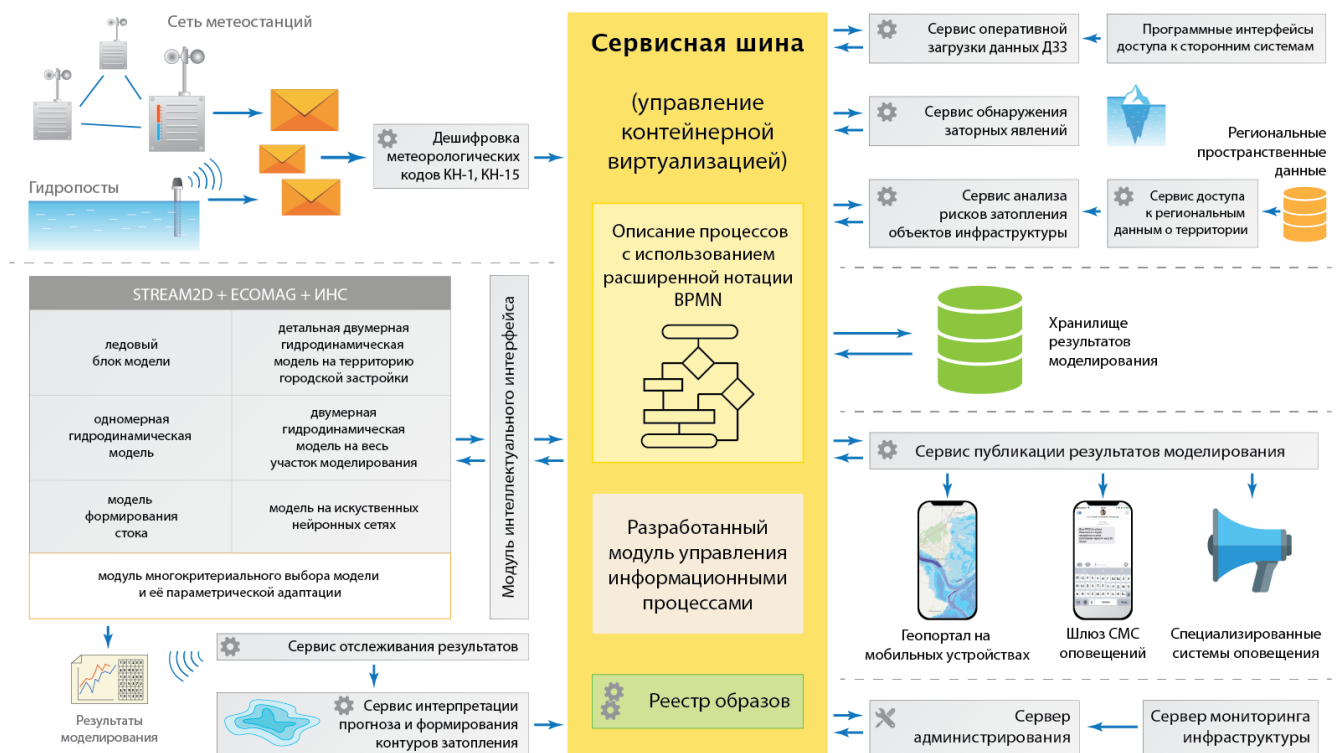 Сеть метеостанций
Гидропосты
Дешифровка
метеорологических
кодов КН-1, КН-15
STREAM2D + ECOMAG + ИНС
ледовый
блок модели
детальная двумерная
гидродинамическая
модель на территорию
городской застройки
одномерная
гидродинамическая
модель
двумерная
гидродинамическая
модель на весь
участок моделирования
модель
формирования
стока
модель на искуственных
нейронных сетях
модуль многокритериального выбора модели
и её параметрической адаптации
Модуль интеллектуального интерфейса
Результаты
моделирования
Сервис отслеживания результатов
Сервис интерпретации
прогноза и формирования
контуров затопления
Сервисная шина
(управление
контейнерной
виртуализацией)
Описание процессов
с использованием
расширенной нотации
BPMN
Разработанный
модуль управления
информационными
процессами
Реестр образов
Сервис оперативной
загрузки данных ДЗЗ
Программные интерфейсы
доступа к сторонним системам
Сервис обнаружения
заторных явлений
Региональные
пространственные
данные
Сервис анализа
рисков затопления
объектов инфраструктуры
Сервис доступа
к региональным
данным о территории
Хранилище
результатов
моделирования
Сервис публикации результатов моделирования
Геопортал на
мобильных устройствах
Шлюз СМС
оповещений
Специализированные
системы оповещения
Сервер
администрирования
Сервер мониторинга
инфраструктуры